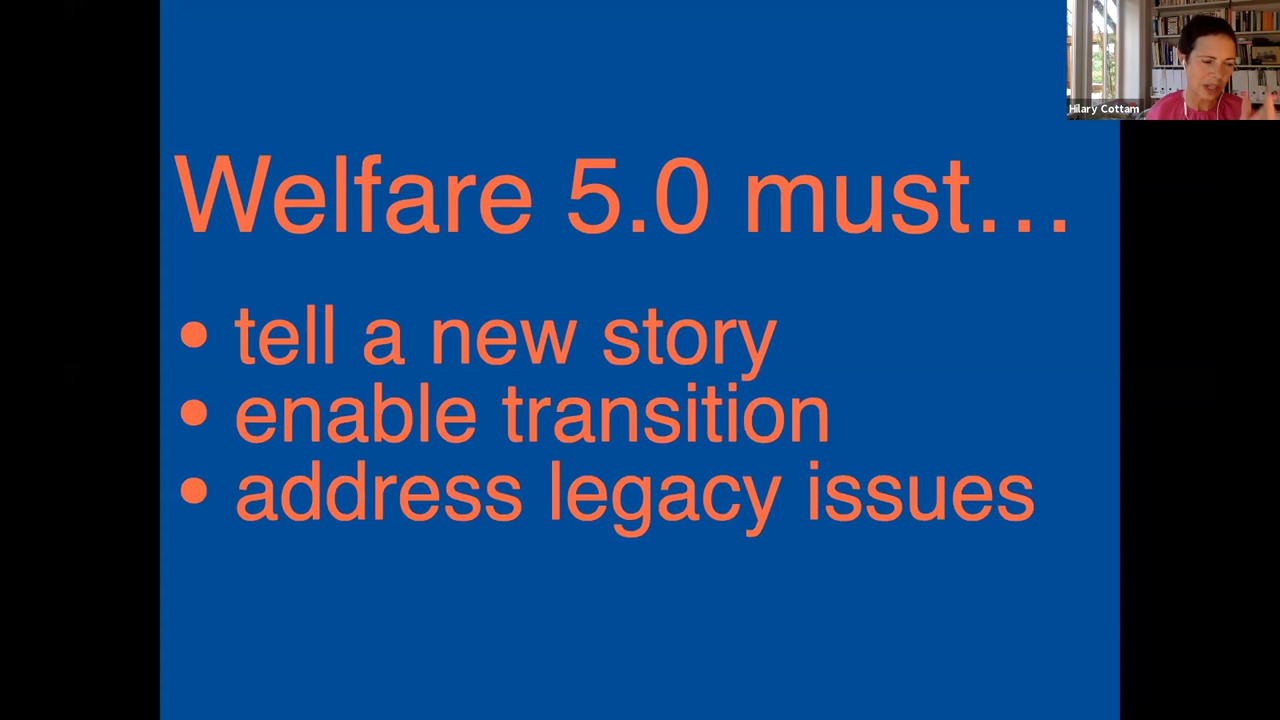 Hilary Cottam
Welfare 5.0 must…
• tell a new story
• enable transition
• address legacy issues